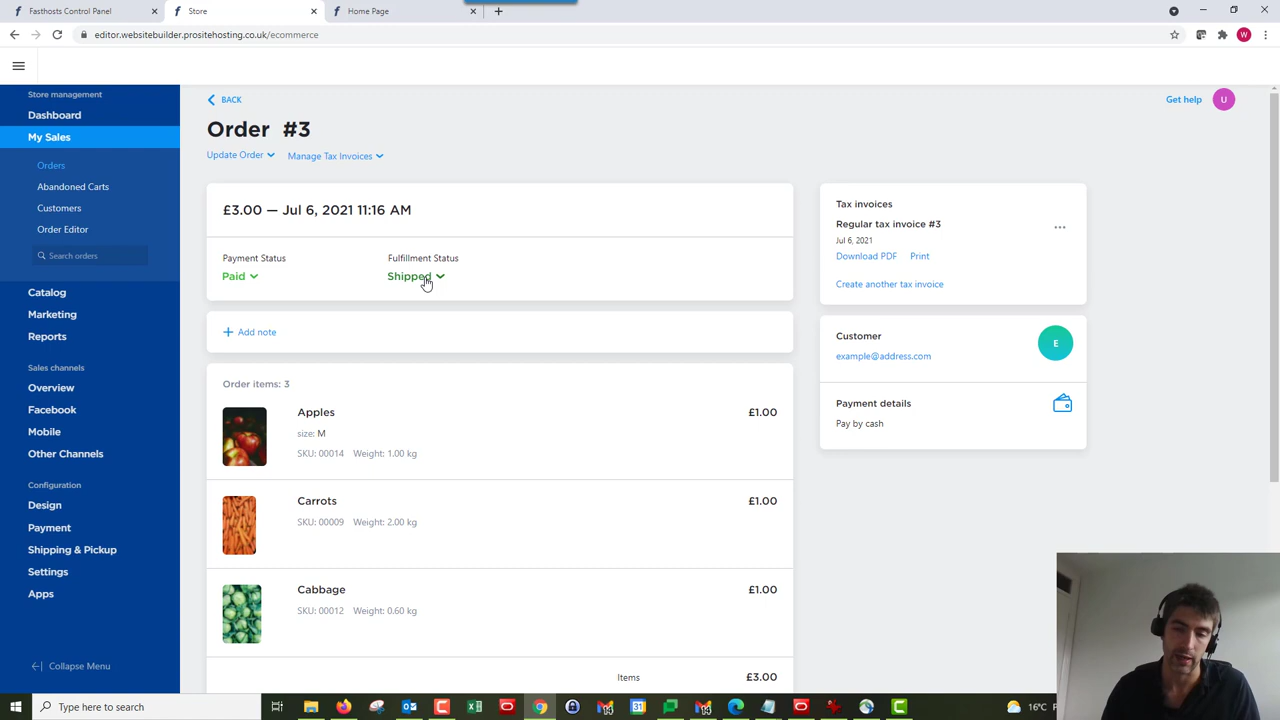 Fasthosts Control Panel
Store
Home Page
editor.websitebuilder.prositehosting.co.uk/ecommerce
W
Store management
Dashboard
My Sales
Orders
Abandoned Carts
Customers
Order Editor
Search orders
Catalog
Marketing
Reports
Sales channels
Overview
Facebook
Mobile
Other Channels
Configuration
Design
Payment
Shipping & Pickup
Settings
Apps
Collapse Menu
BACK
Get help
U
Order #3
Update Order
Manage Tax Invoices
£3.00 — Jul 6, 2021 11:16 AM
Payment Status
Fulfillment Status
Paid
Shipped
Add note
Order items: 3
Apples
£1.00
size: M
SKU: 00014 Weight: 1.00 kg
Carrots
£1.00
SKU: 00009 Weight: 2.00 kg
Cabbage
£1.00
SKU: 00012 Weight: 0.60 kg
Items
£3.00
Tax invoices
Regular tax invoice #3
Jul 6, 2021
Download PDF Print
Create another tax invoice
Customer
E
example@address.com
Payment details
Pay by cash
Type here to search
16°C